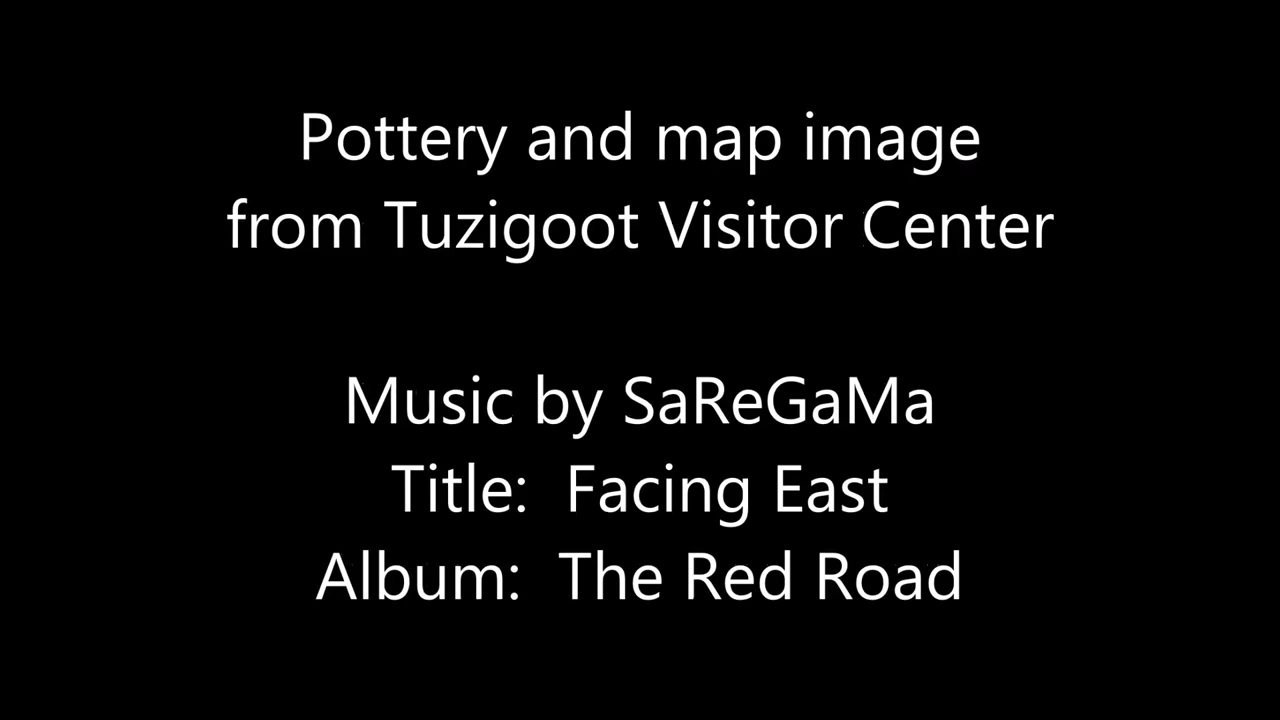 Pottery and map image
from Tuzigoot Visitor Center
Music by SaReGaMa
Title:  Facing East
Album:  The Red Road